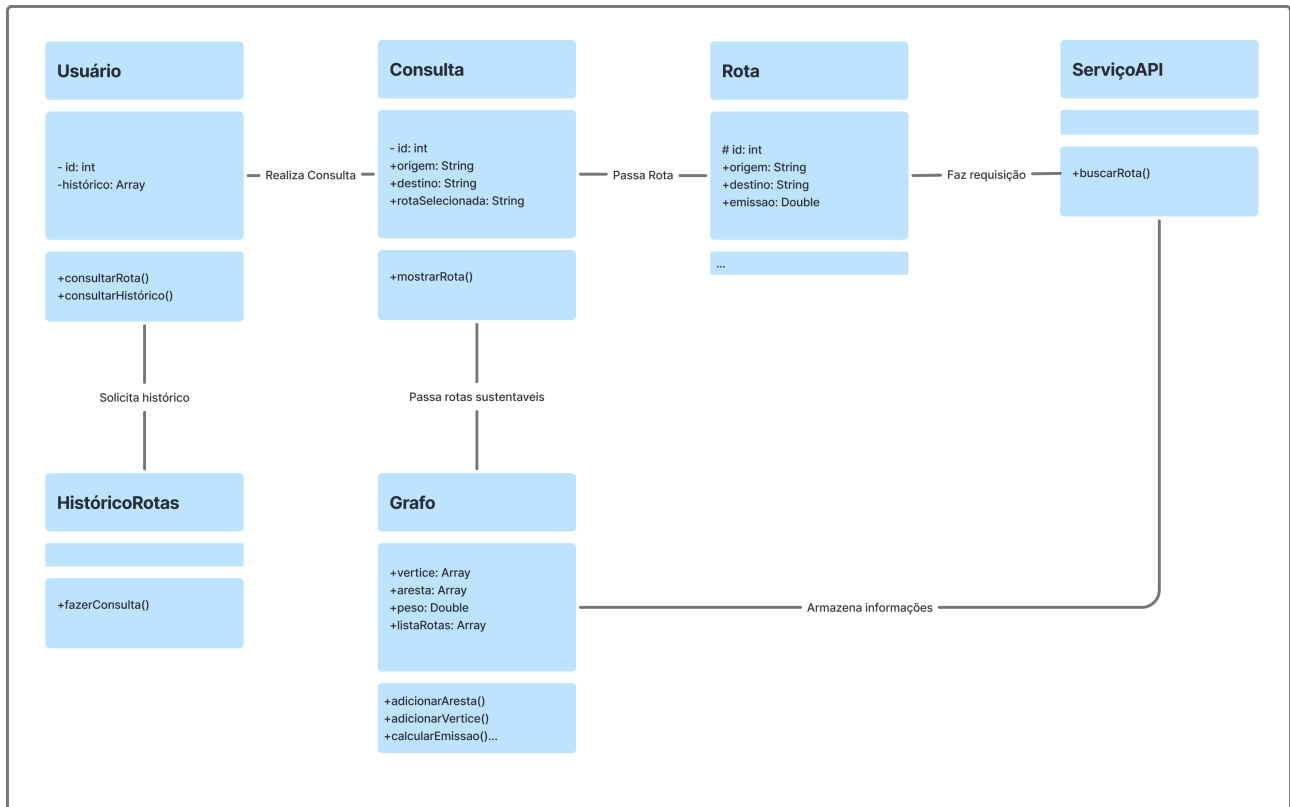 Usuário
- id: int
-histórico: Array
+consultarRota()
+consultarHistórico()
Realiza Consulta
Consulta
- id: int
+origem: String
+destino: String
+rotaSelecionada: String
+mostrarRota()
Passa Rota
Rota
# id: int
+origem: String
+destino: String
+emissao: Double
...
Faz requisição
ServiçoAPI
+buscarRota()
Solicita histórico
Passa rotas sustentaveis
HistóricoRotas
+fazerConsulta()
Grafo
+vertice: Array
+aresta: Array
+peso: Double
+listaRotas: Array
+adicionarAresta()
+adicionarVertice()
+calcularEmissao()...
Armazena informações